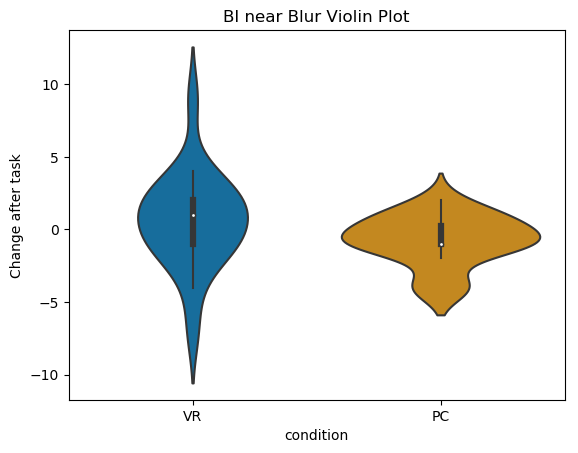 BI near Blur Violin Plot
Change after task
10
5
0
−5
−10
VR
PC
condition